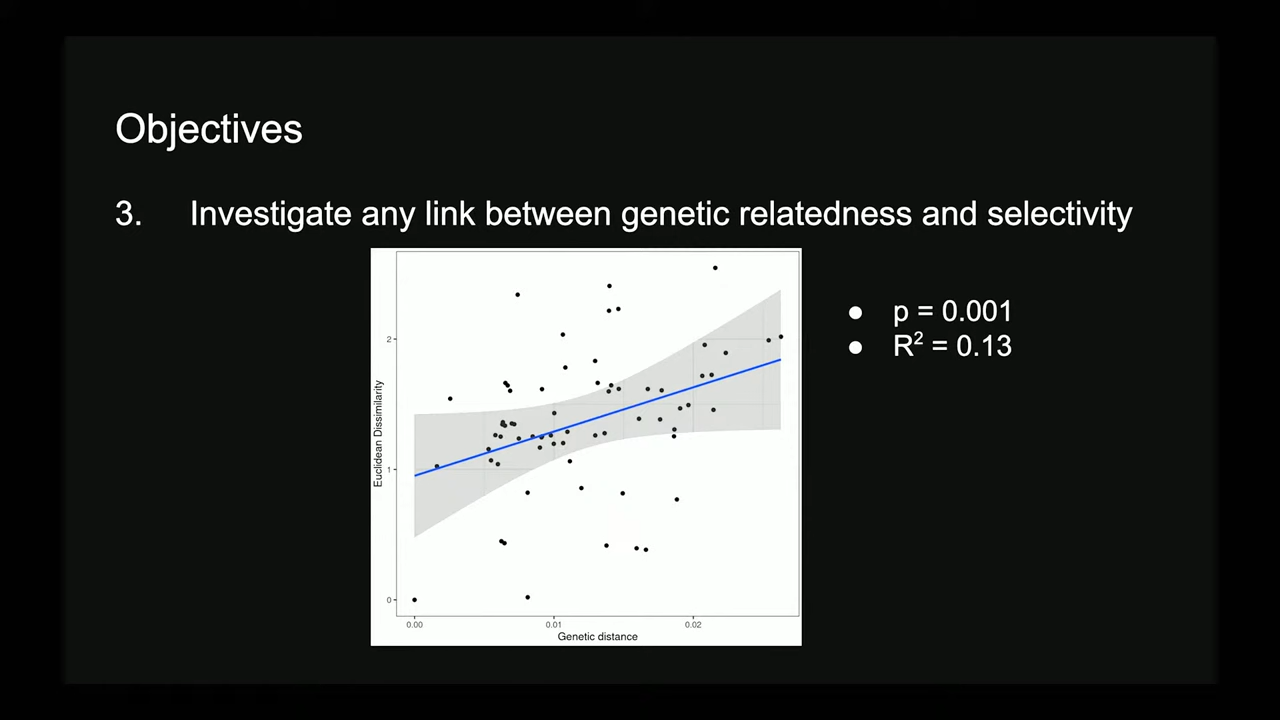 Objectives
3. Investigate any link between genetic relatedness and selectivity
● p = 0.001
● R² = 0.13
2
1
0
Euclidean Dissimilarity
0.00 0.01 0.02
Genetic distance